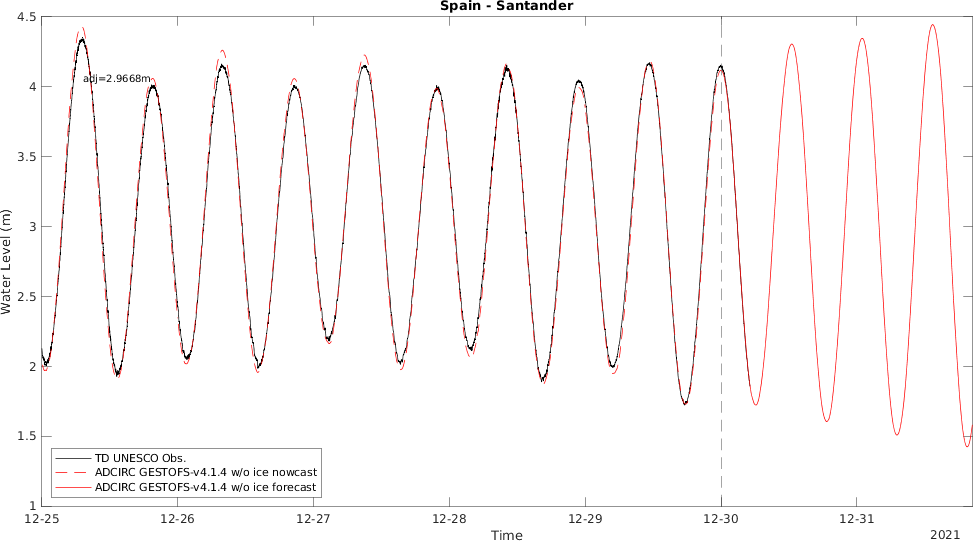 Spain - Santander
4.5
4
3.5
3
2.5
2
1.5
1
Water Level (m)
adj=2.9668m
TD UNESCO Obs.
ADCIRC GESTOFS-v4.1.4 w/o ice nowcast
ADCIRC GESTOFS-v4.1.4 w/o ice forecast
12-25 12-26 12-27 12-28 12-29 12-30 12-31
Time
2021